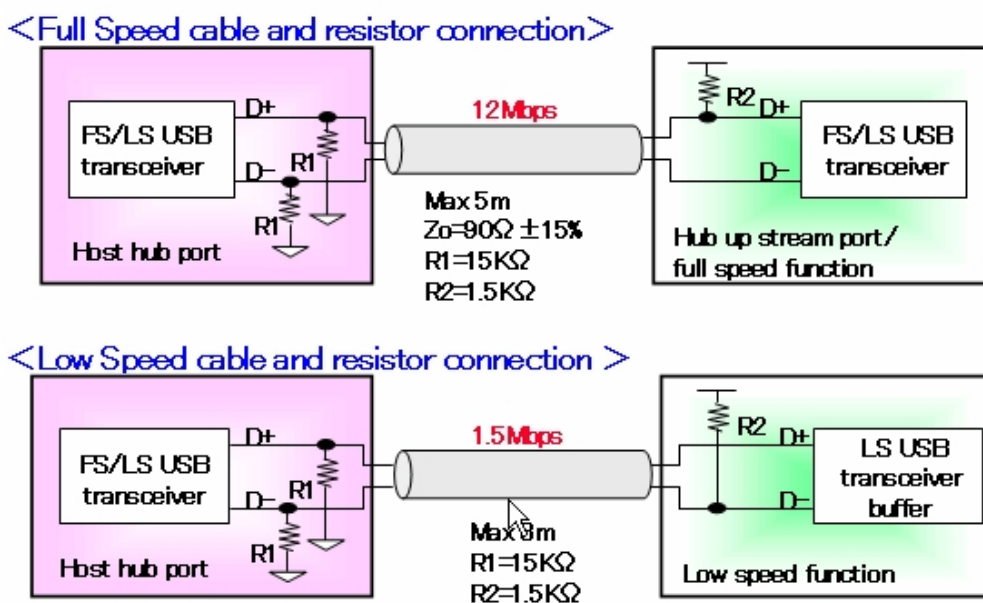 <Full Speed cable and resistor connection>
D+
FS/LS USB
transceiver
R1
D-
R1
Host hub port
12Mbps
Max 5m
Zo=90Ω ±15%
R1=15KΩ
R2=1.5KΩ
R2
D+
FS/LS USB
transceiver
D-
Hub up stream port/
full speed function
<Low Speed cable and resistor connection >
D+
FS/LS USB
transceiver
R1
D-
R1
Host hub port
1.5Mbps
Max 3m
R1=15KΩ
R2=1.5KΩ
R2
D+
LS USB
transceiver
buffer
D-
Low speed function